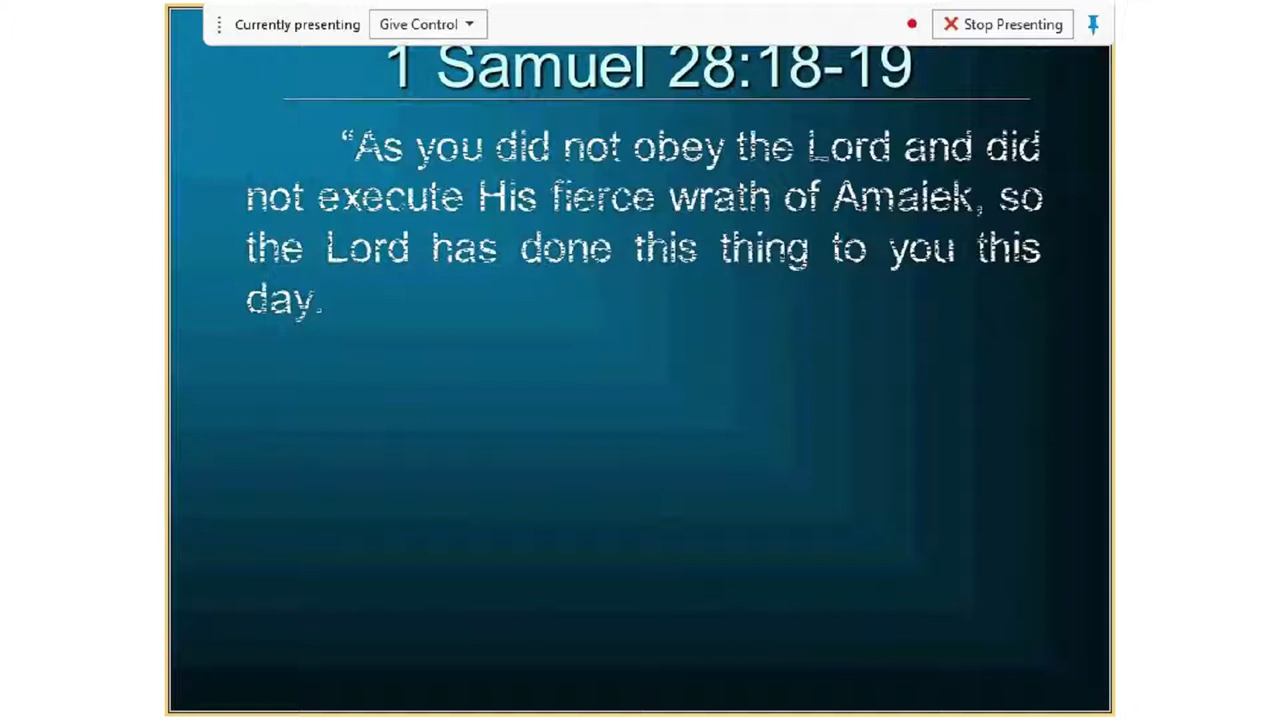 Currently presenting Give Control Stop Presenting
1 Samuel 28:18-19
“As you did not obey the Lord and did
not execute His fierce wrath of Amalek, so
the Lord has done this thing to you this
day.